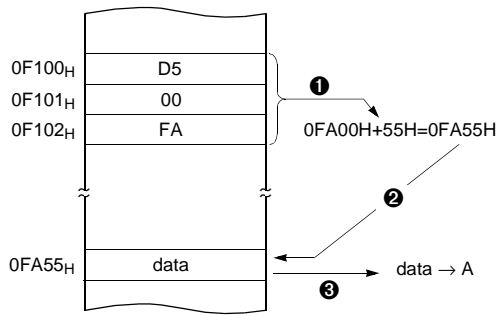 0F100H D5
❶
0F101H 00
0F102H FA 0FA00H+55H=0FA55H
❷
0FA55H data data → A
❸